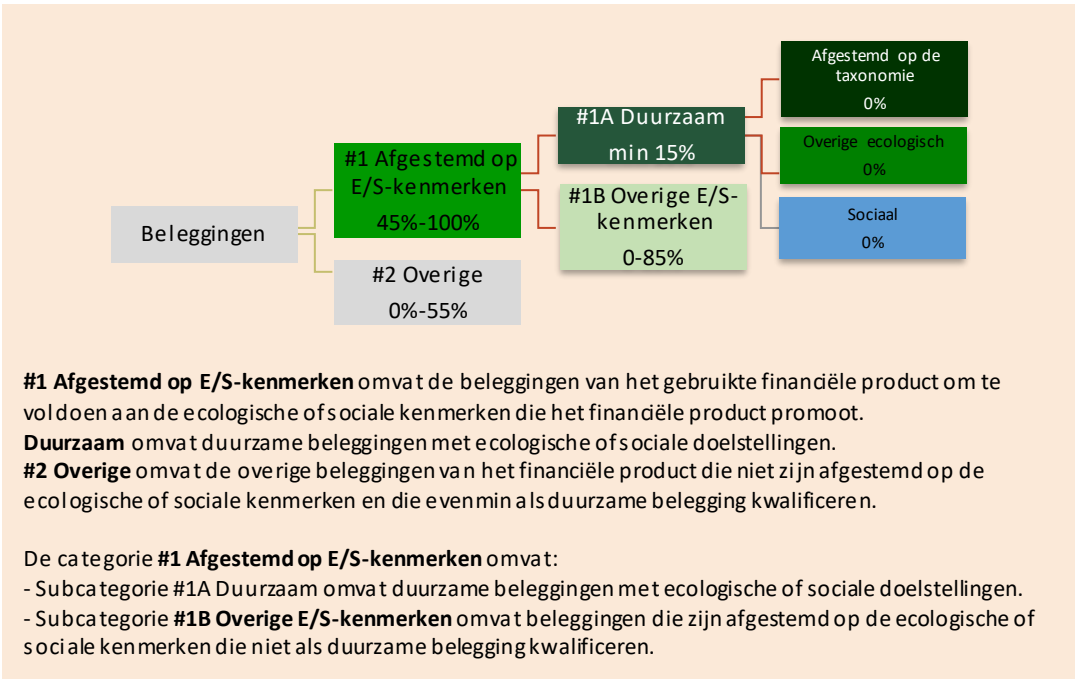 Beleggingen
#1 Afgestemd op
E/S-kenmerken
45%-100%
#2 Overige
0%-55%
#1A Duurzaam
min 15%
#1B Overige E/S-
kenmerken
0-85%
Afgestemd op de
taxonomie
0%
Overige ecologisch
0%
Sociaal
0%
#1 Afgestemd op E/S-kenmerken omvat de beleggingen van het gebruikte financiële product om te
voldoen aan de ecologische of sociale kenmerken die het financiële product promoot.
Duurzaam omvat duurzame beleggingen met ecologische of sociale doelstellingen.
#2 Overige omvat de overige beleggingen van het financiële product die niet zijn afgestemd op de
ecologische of sociale kenmerken en die evenmin als duurzame belegging kwalificeren.
De categorie #1 Afgestemd op E/S-kenmerken omvat:
- Subcategorie #1A Duurzaam omvat duurzame beleggingen met ecologische of sociale doelstellingen.
- Subcategorie #1B Overige E/S-kenmerken omvat beleggingen die zijn afgestemd op de ecologische of
sociale kenmerken die niet als duurzame belegging kwalificeren.